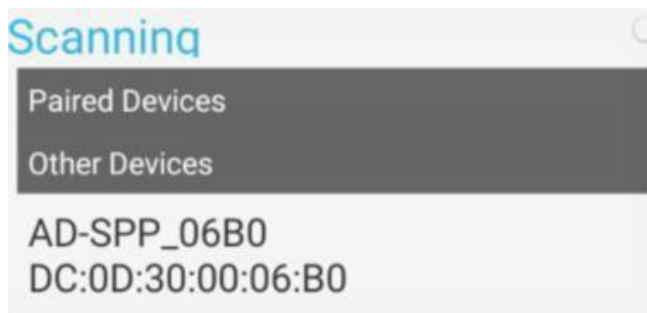 Scanning
Paired Devices
Other Devices
AD-SPP_06B0
DC:0D:30:00:06:B0